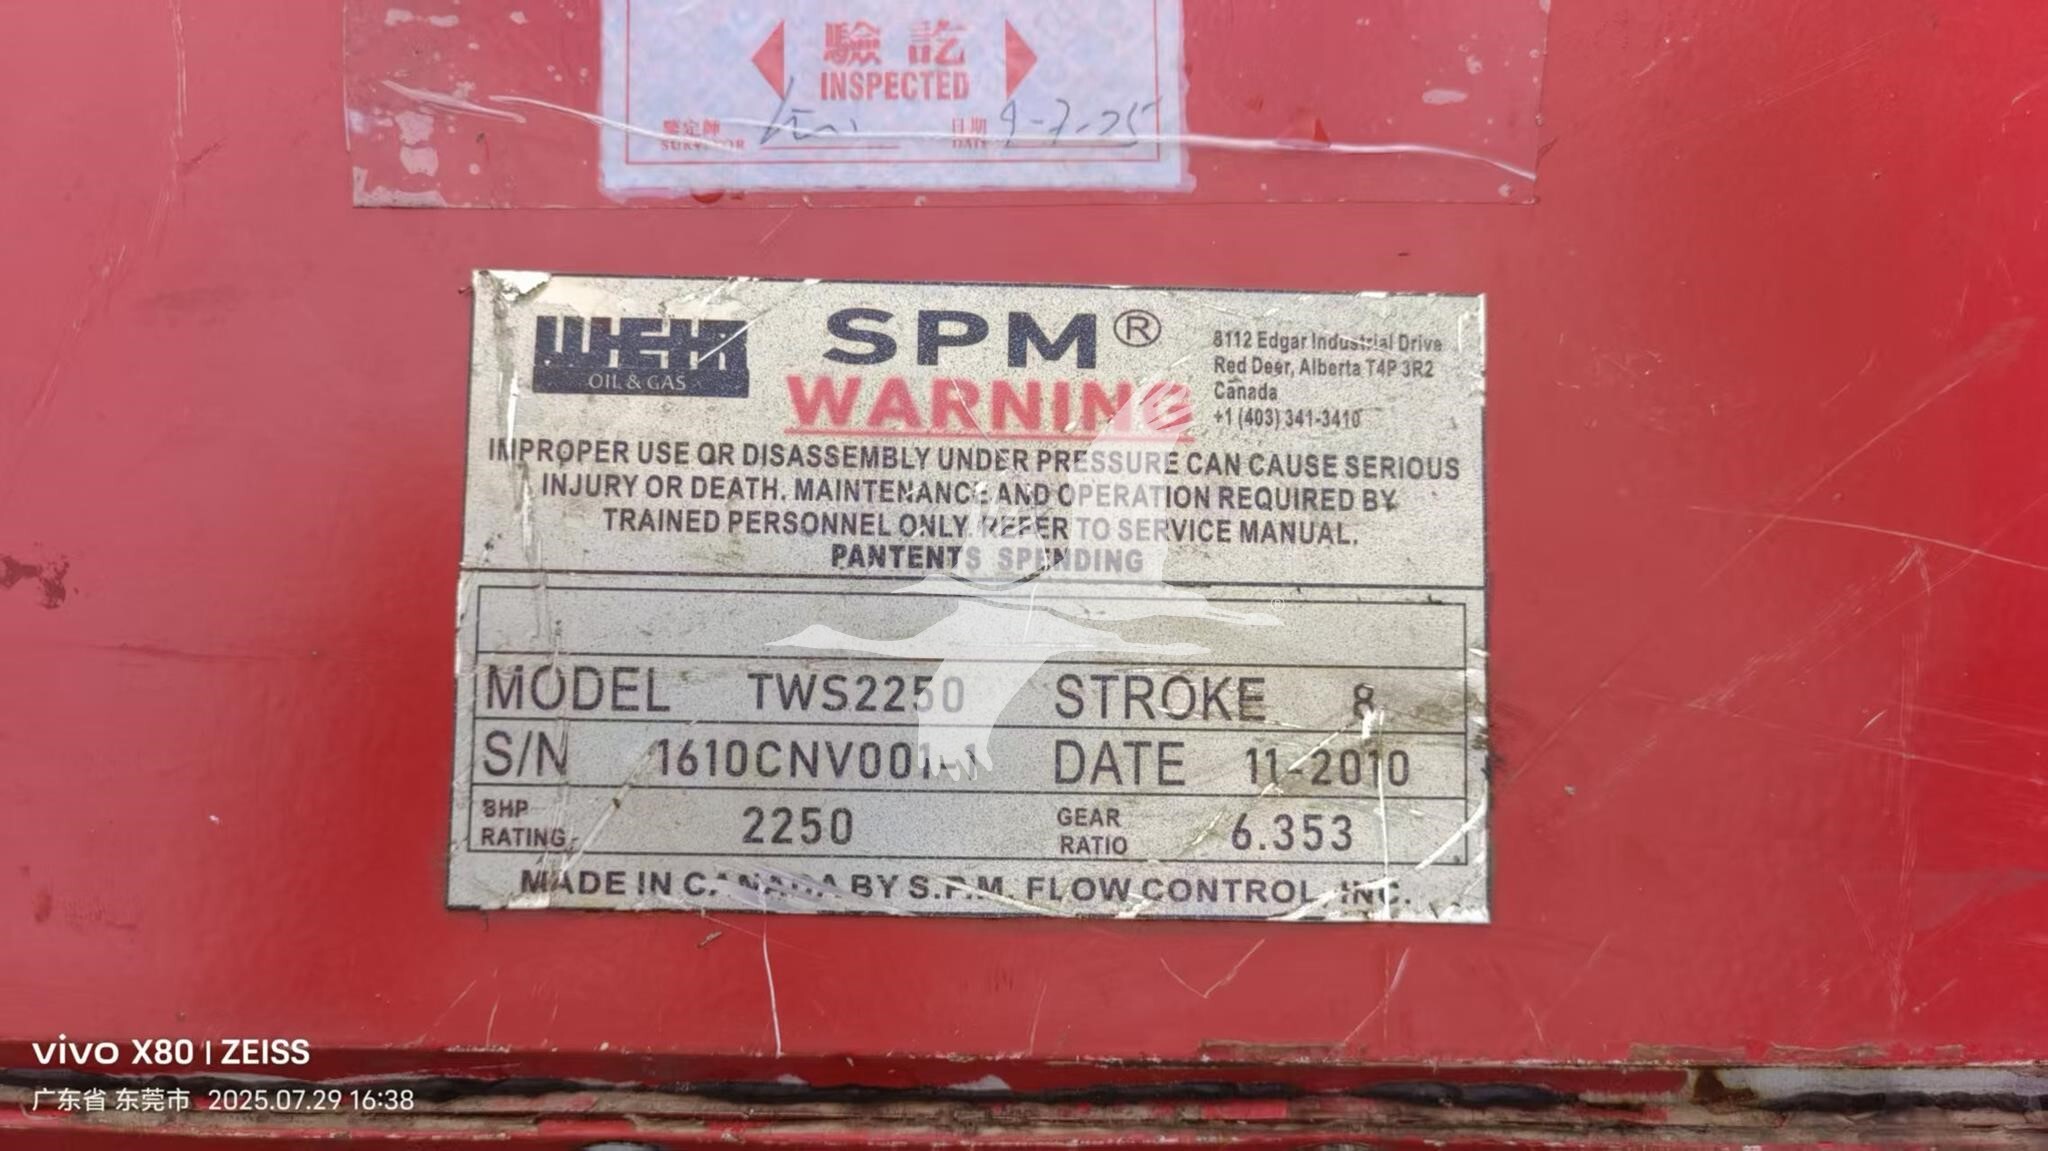 驗訖
INSPECTED
鑒定師
SURVEYOR
日期
DATE 9-7-25
WEIR
OIL & GAS
SPM®
WARNING
8112 Edgar Industrial Drive
Red Deer, Alberta T4P 3R2
Canada
+1 (403) 341-3410
IMPROPER USE OR DISASSEMBLY UNDER PRESSURE CAN CAUSE SERIOUS
INJURY OR DEATH. MAINTENANCE AND OPERATION REQUIRED BY
TRAINED PERSONNEL ONLY. REFER TO SERVICE MANUAL.
PANTENTS SPENDING
MODEL TWS2250 STROKE 8
S/N 1610CNV001-1 DATE 11-2010
BHP RATING 2250 GEAR RATIO 6.353
MADE IN CANADA BY S.P.M. FLOW CONTROL, INC.
vivo X80 | ZEISS
广东省 东莞市 2025.07.29 16:38